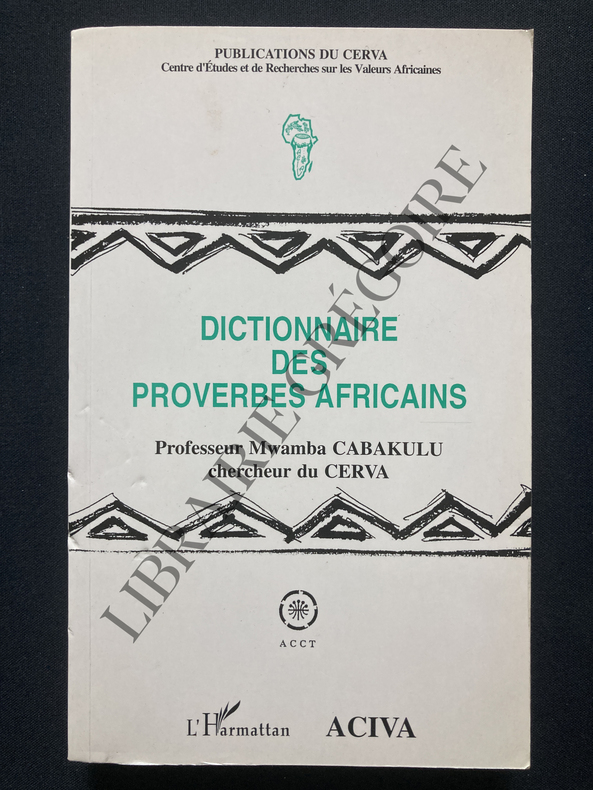 PUBLICATIONS DU CERVA
Centre d'Études et de Recherches sur les Valeurs Africaines
DICTIONNAIRE
DES
PROVERBES AFRICAINS
Professeur Mwamba CABAKULU
chercheur du CERVA
ACCT
L'Harmattan
ACIVA
LIBRAIRIE GRÉGOIRE